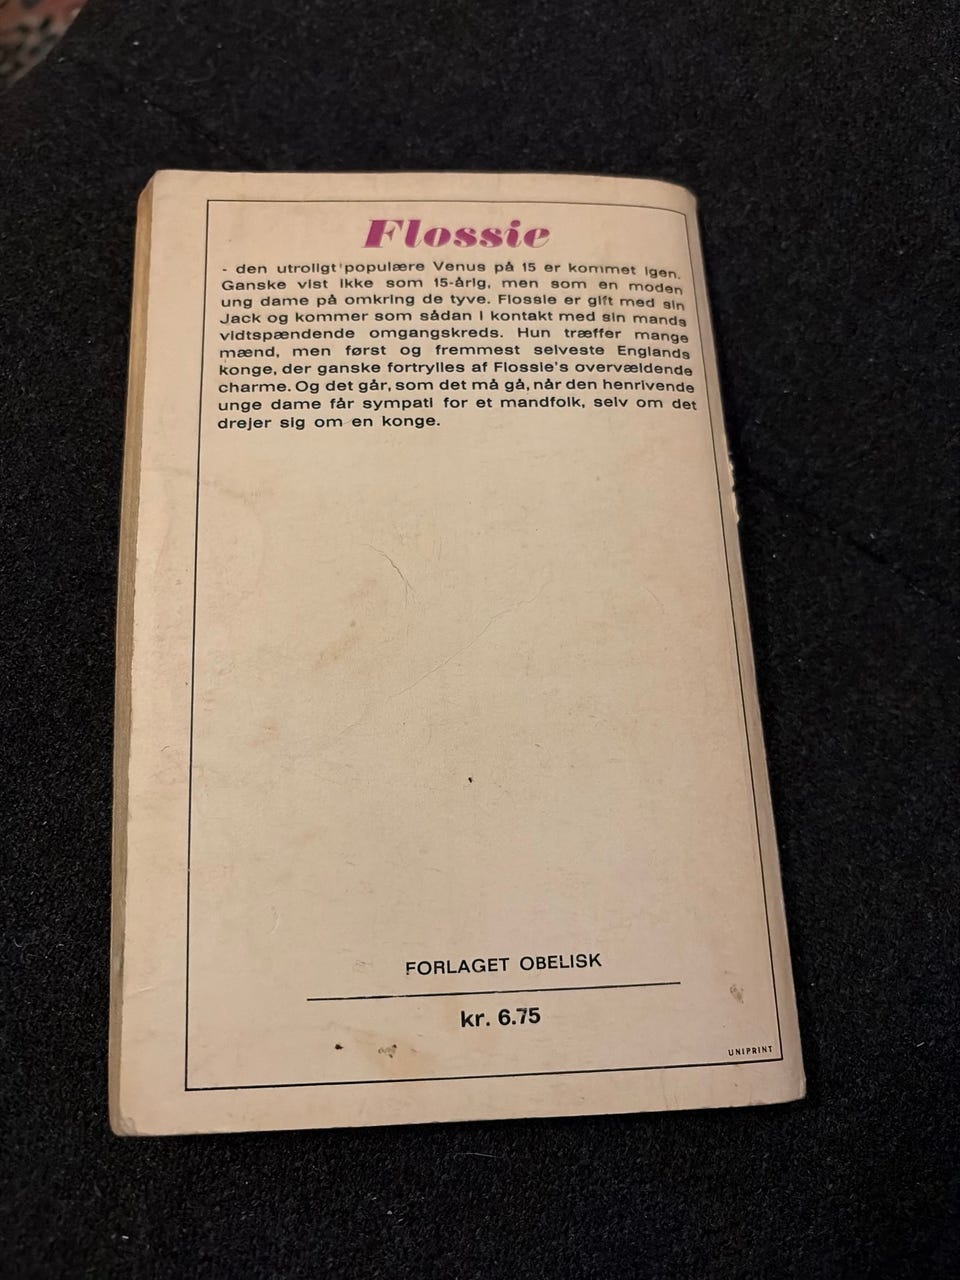 Flossie
- den utroligt populære Venus på 15 er kommet igen.
Ganske vist ikke som 15-årig, men som en moden
ung dame på omkring de tyve. Flossie er gift med sin
Jack og kommer som sådan i kontakt med sin mands
vidtspændende omgangskreds. Hun træffer mange
mænd, men først og fremmest selveste Englands
konge, der ganske fortrylles af Flossie's overvældende
charme. Og det går, som det må gå, når den henrivende
unge dame får sympati for et mandfolk, selv om det
drejer sig om en konge.
FORLAGET OBELISK
kr. 6.75
UNIPRINT